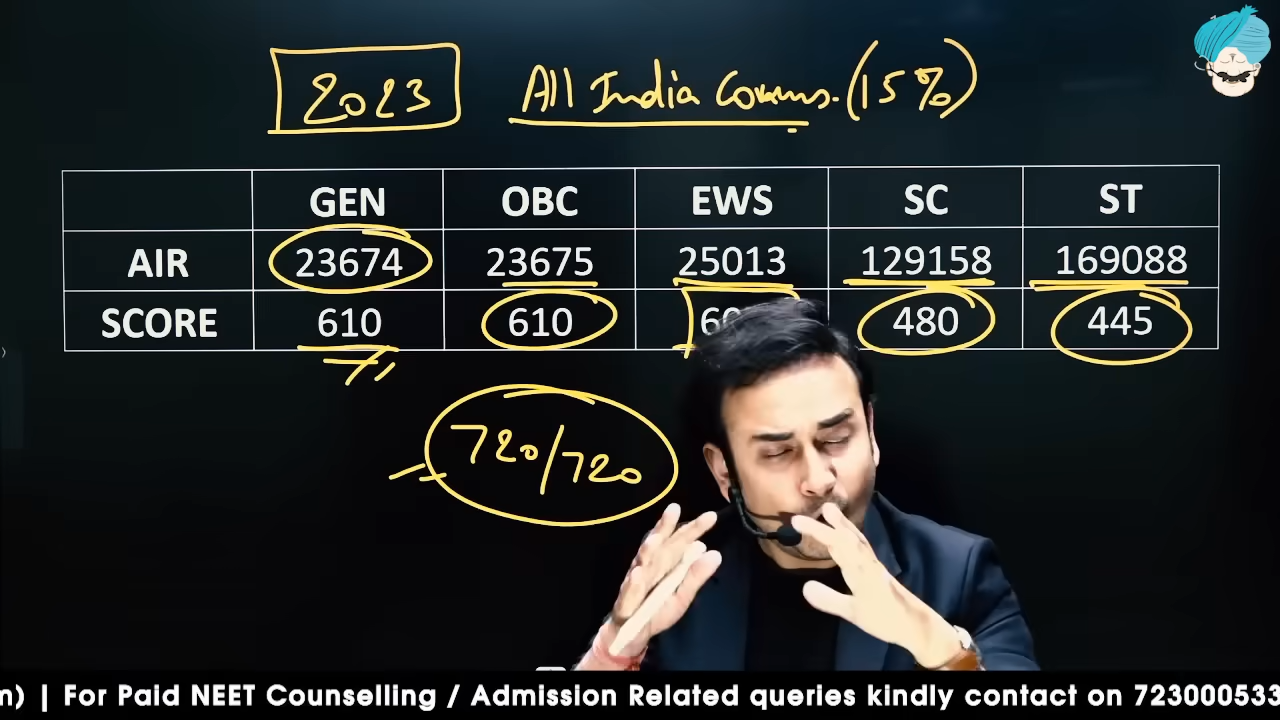 2023 All India Couns. (15%)
GEN OBC EWS SC ST
AIR 23674 23675 25013 129158 169088
SCORE 610 610 480 445
720/720
m) | For Paid NEET Counselling / Admission Related queries kindly contact on 723000533